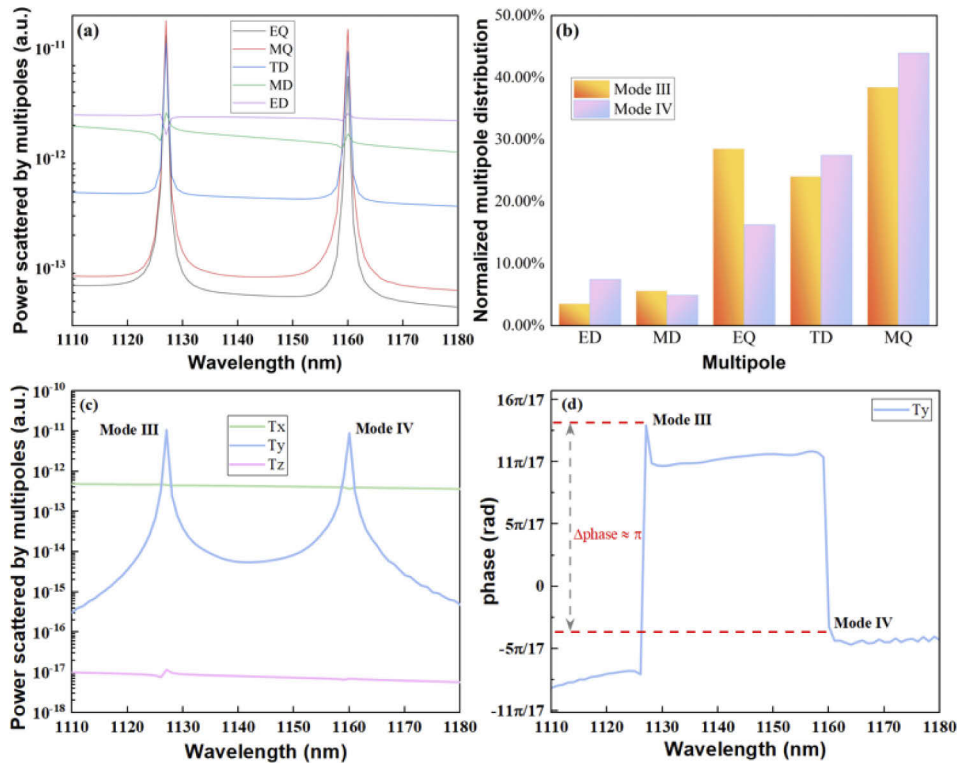 (a)
EQ
MQ
TD
MD
ED
10⁻¹¹
10⁻¹²
10⁻¹³
Power scattered by multipoles (a.u.)
1110 1120 1130 1140 1150 1160 1170 1180
Wavelength (nm)
(b)
Mode III
Mode IV
50.00%
40.00%
30.00%
20.00%
10.00%
0.00%
Normalized multipole distribution
ED MD EQ TD MQ
Multipole
(c)
Mode III
Mode IV
Tx
Ty
Tz
10⁻¹⁰
10⁻¹¹
10⁻¹²
10⁻¹³
10⁻¹⁴
10⁻¹⁵
10⁻¹⁶
10⁻¹⁷
10⁻¹⁸
Power scattered by multipoles (a.u.)
1110 1120 1130 1140 1150 1160 1170 1180
Wavelength (nm)
(d)
Mode III
Ty
Δphase ≈ π
Mode IV
16π/17
11π/17
5π/17
0
-5π/17
-11π/17
phase (rad)
1110 1120 1130 1140 1150 1160 1170 1180
Wavelength (nm)